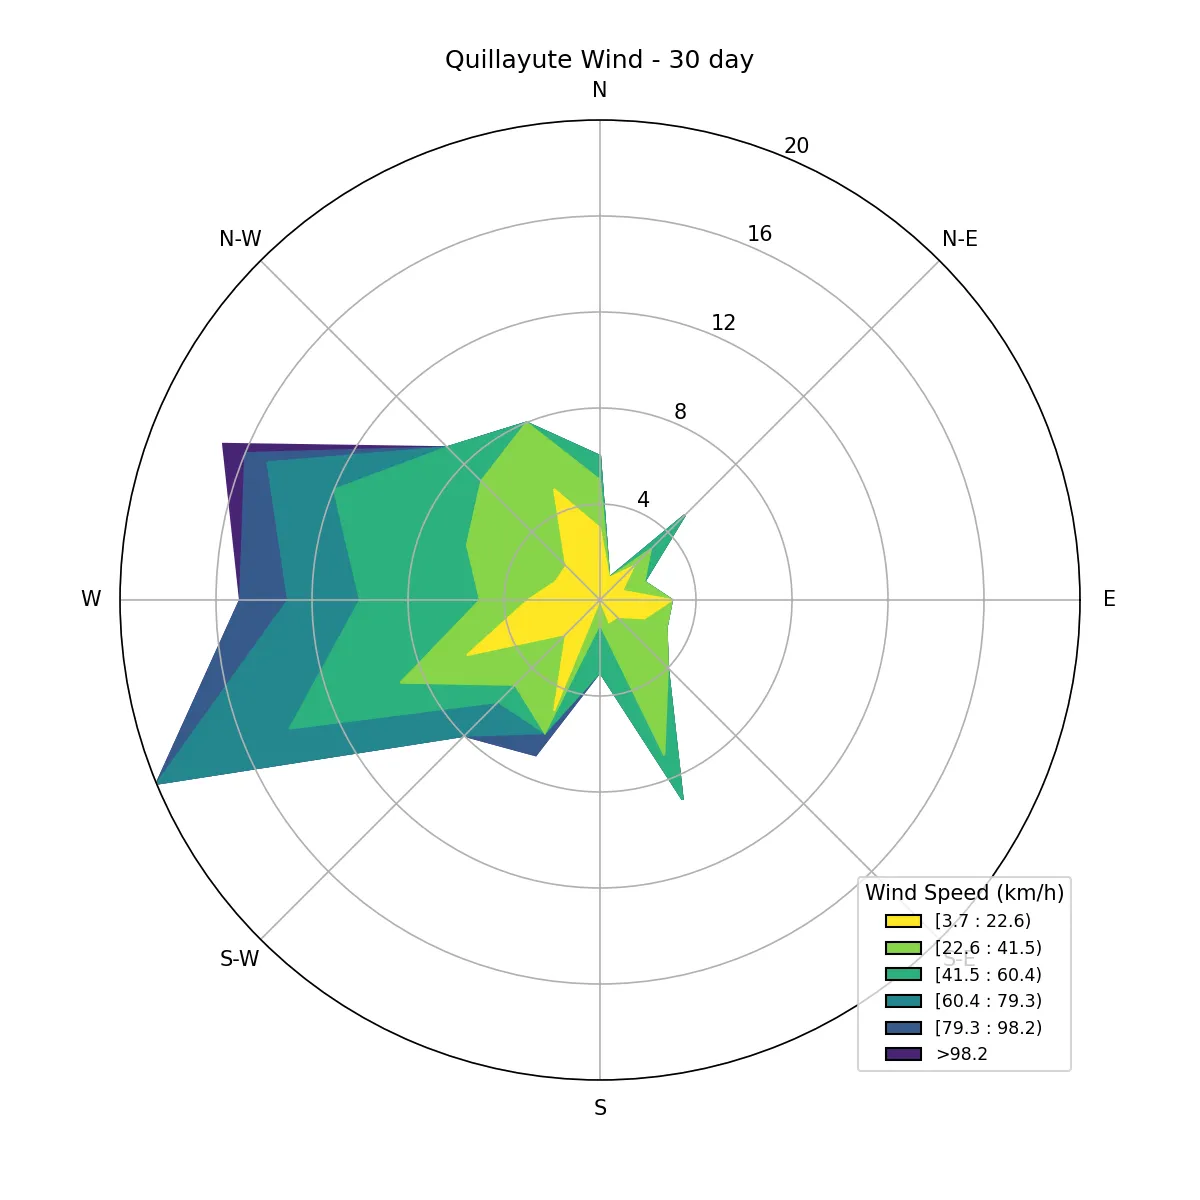 Quillayute Wind - 30 day
N
20
N-W
16
N-E
12
8
4
W
E
Wind Speed (km/h)
[3.7 : 22.6)
[22.6 : 41.5)
S-W
S-E
[41.5 : 60.4)
[60.4 : 79.3)
[79.3 : 98.2)
>98.2
S